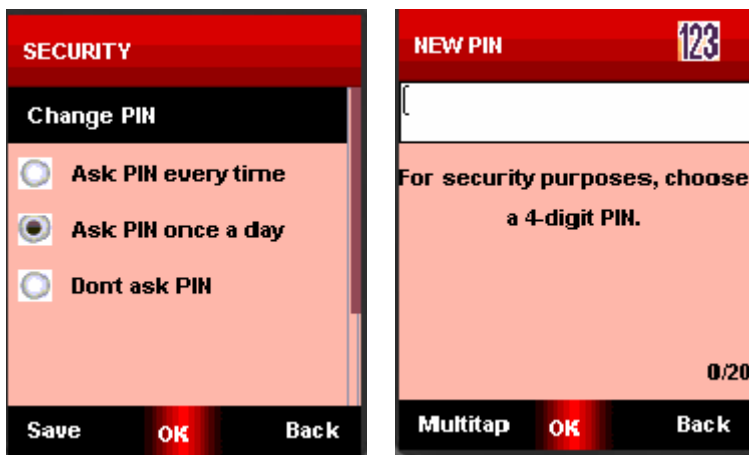 SECURITY
Change PIN
Ask PIN every time
Ask PIN once a day
Dont ask PIN
Save OK Back
NEW PIN 123
For security purposes, choose
a 4-digit PIN.
0/20
Multitap OK Back